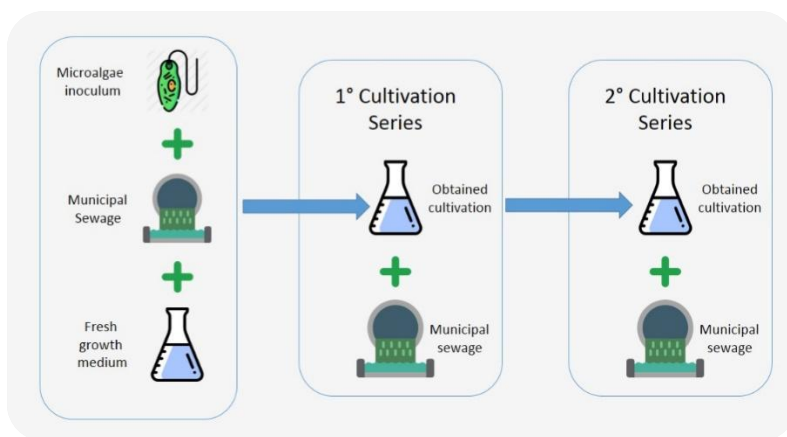 Microalgae
inoculum
Municipal
Sewage
Fresh
growth
medium
1° Cultivation
Series
Obtained
cultivation
Municipal
sewage
2° Cultivation
Series
Obtained
cultivation
Municipal
sewage